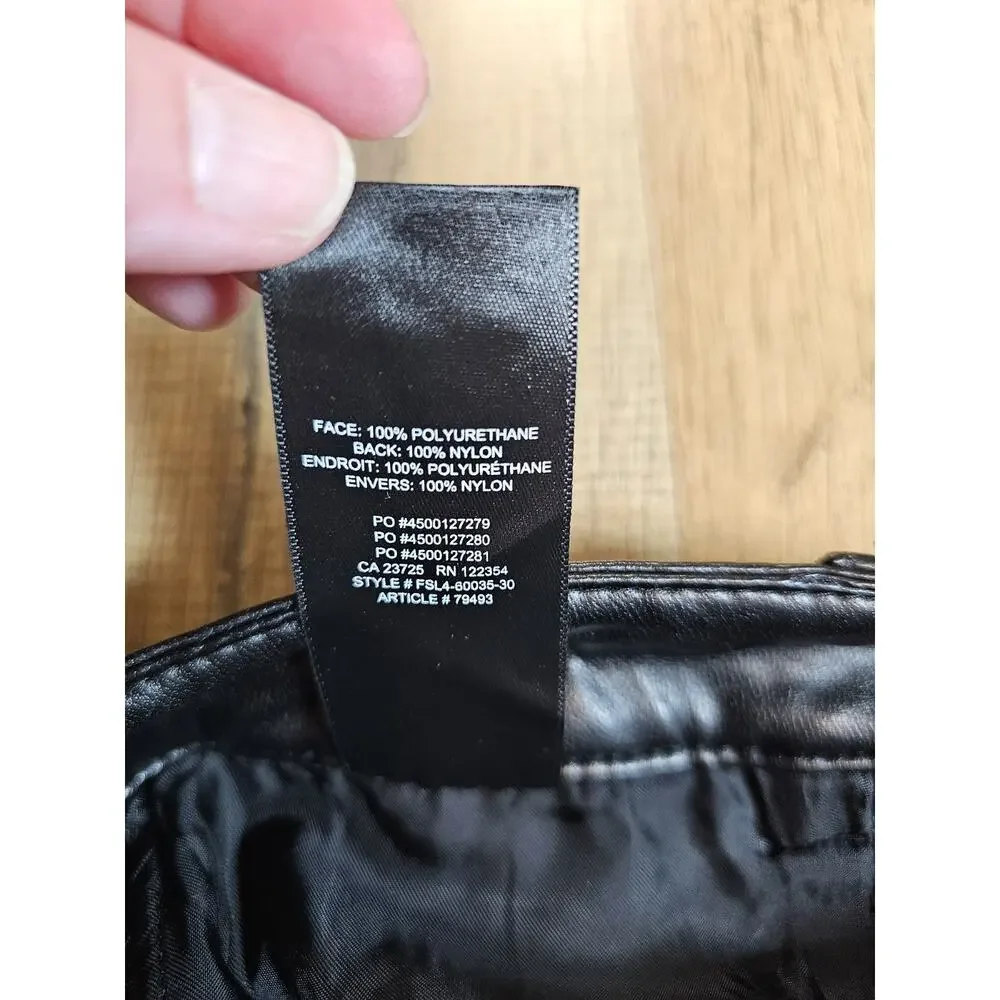 FACE: 100% POLYURETHANE
BACK: 100% NYLON
ENDROIT: 100% POLYURÉTHANE
ENVERS: 100% NYLON
PO #4500127279
PO #4500127280
PO #4500127281
CA 23725 RN 122354
STYLE # FSL4-60035-30
ARTICLE # 79493